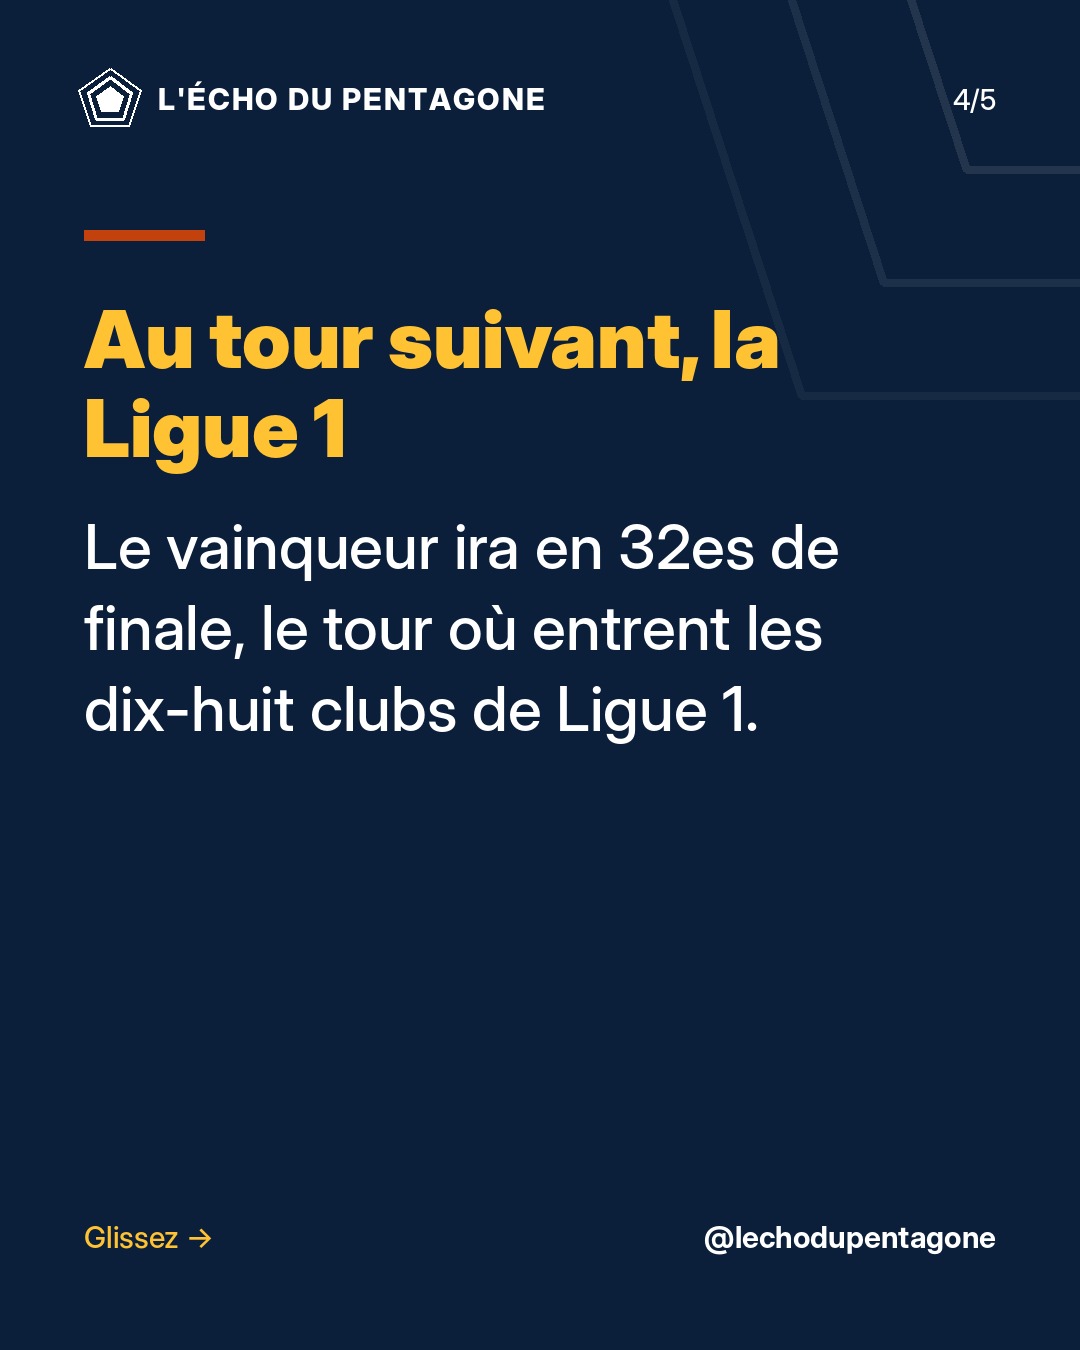 L'ÉCHO DU PENTAGONE
4/5
Au tour suivant, la
Ligue 1
Le vainqueur ira en 32es de
finale, le tour où entrent les
dix-huit clubs de Ligue 1.
Glissez →
@lechodupentagone